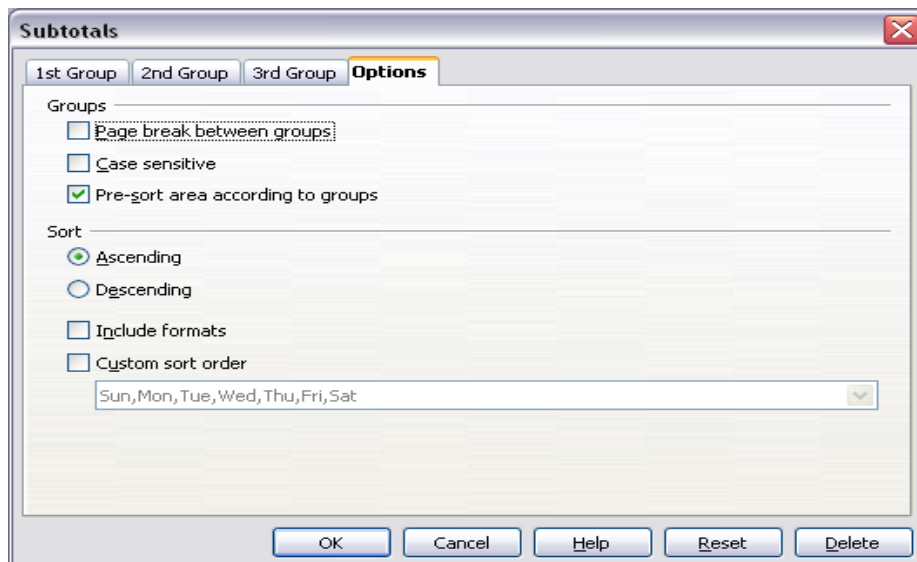 Subtotals
1st Group 2nd Group 3rd Group Options
Groups
Page break between groups
Case sensitive
Pre-sort area according to groups
Sort
Ascending
Descending
Include formats
Custom sort order
Sun,Mon,Tue,Wed,Thu,Fri,Sat
OK Cancel Help Reset Delete